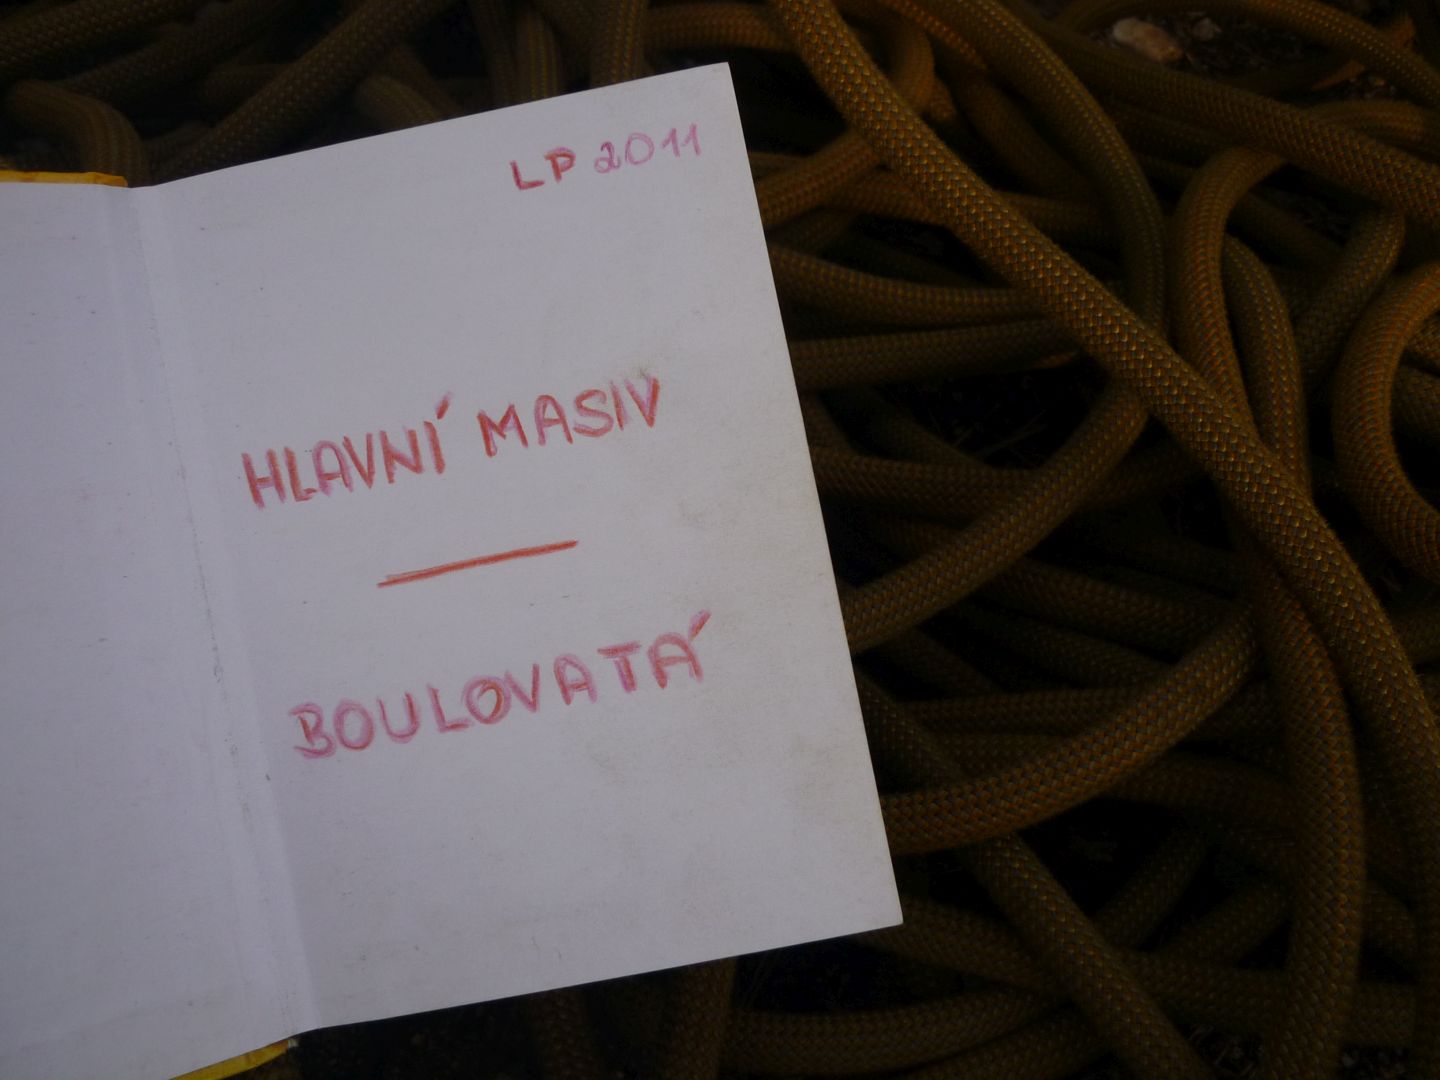 LP 2011
HLAVNÍ MASIV
BOULOVATÁ